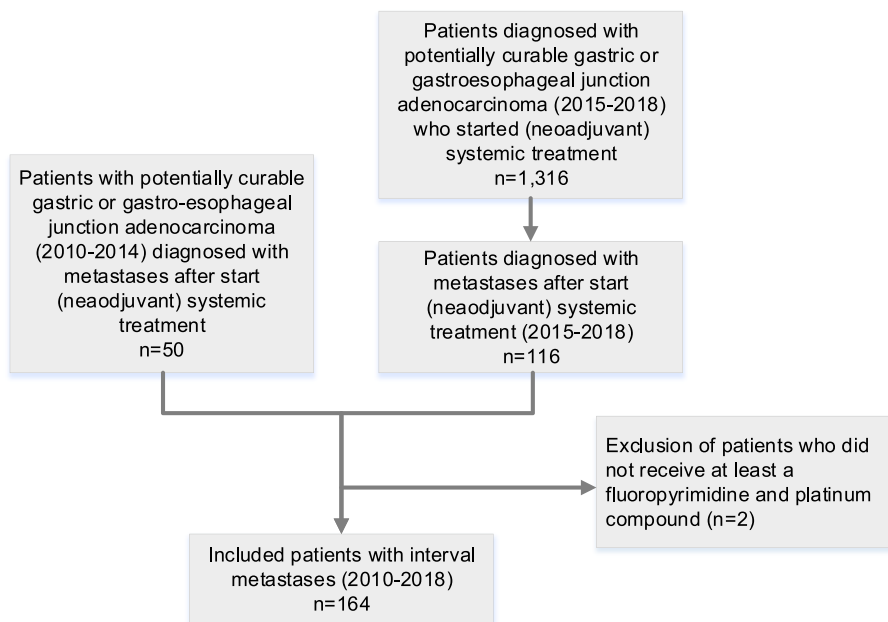 Patients diagnosed with
potentially curable gastric or
gastroesophageal junction
adenocarcinoma (2015-2018)
who started (neoadjuvant)
systemic treatment
n=1,316
Patients with potentially curable
gastric or gastro-esophageal
junction adenocarcinoma
(2010-2014) diagnosed with
metastases after start
(neaodjuvant) systemic
treatment
n=50
Patients diagnosed with
metastases after start
(neaodjuvant) systemic
treatment (2015-2018)
n=116
Exclusion of patients who did
not receive at least a
fluoropyrimidine and platinum
compound (n=2)
Included patients with interval
metastases (2010-2018)
n=164